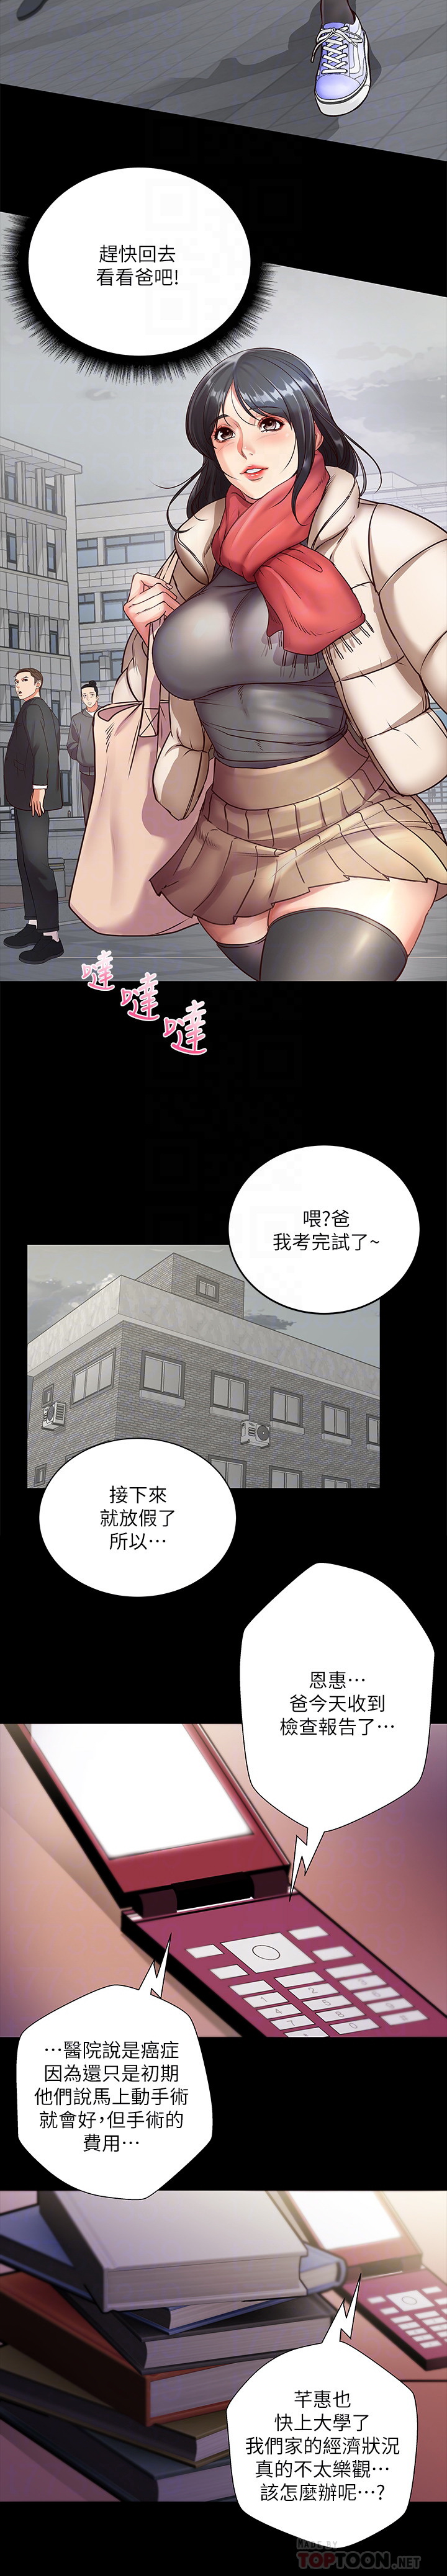 趕快回去
看看爸吧!
噠
噠
噠
喂?爸
我考完試了~
接下來
就放假了
所以⋯
恩惠⋯
爸今天收到
檢查報告了⋯
⋯醫院說是癌症
因為還只是初期
他們說馬上動手術
就會好,但手術的
費用⋯
芊惠也
快上大學了
我們家的經濟狀況
真的不太樂觀⋯
該怎麼辦呢⋯?
MADE BY
TOPTOON.NET